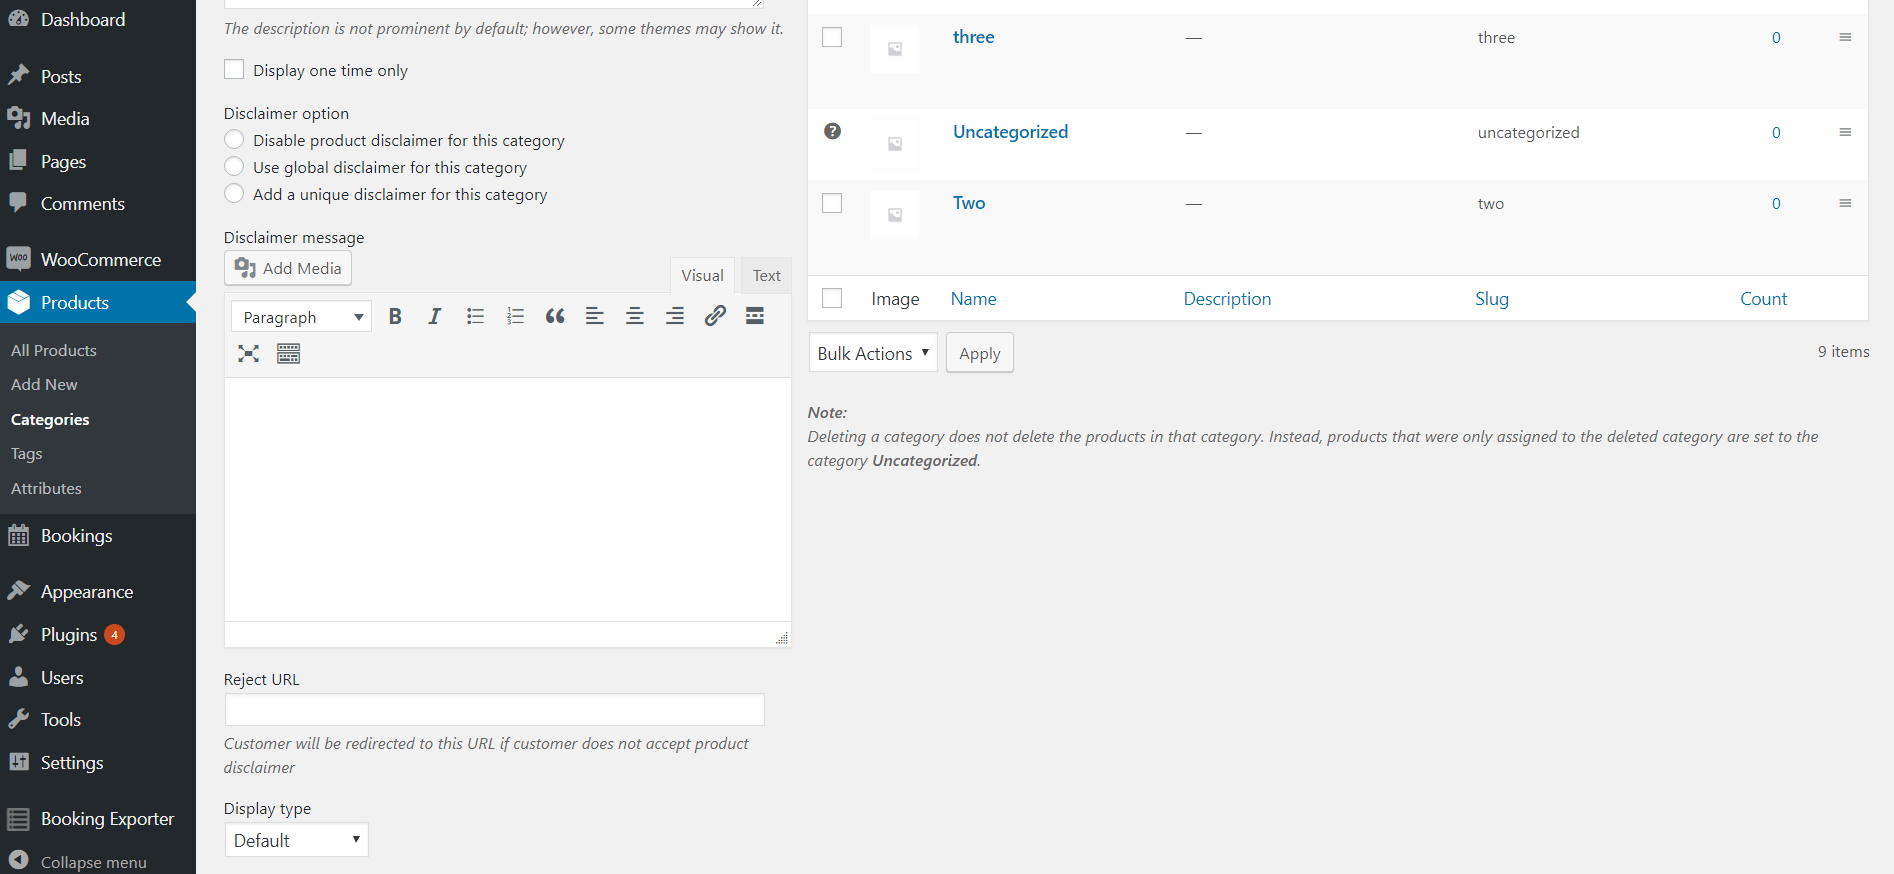 Dashboard
Posts
Media
Pages
Comments
WOO WooCommerce
Products
All Products
Add New
Categories
Tags
Attributes
Bookings
Appearance
Plugins 4
Users
Tools
Settings
Booking Exporter
Collapse menu
The description is not prominent by default; however, some themes may show it.
Display one time only
Disclaimer option
Disable product disclaimer for this category
Use global disclaimer for this category
Add a unique disclaimer for this category
Disclaimer message
Add Media
Visual Text
Paragraph B I
Reject URL
Customer will be redirected to this URL if customer does not accept product
disclaimer
Display type
Default
three — three 0
? Uncategorized — uncategorized 0
Two — two 0
Image Name Description Slug Count
Bulk Actions Apply 9 items
Note:
Deleting a category does not delete the products in that category. Instead, products that were only assigned to the deleted category are set to the
category Uncategorized.